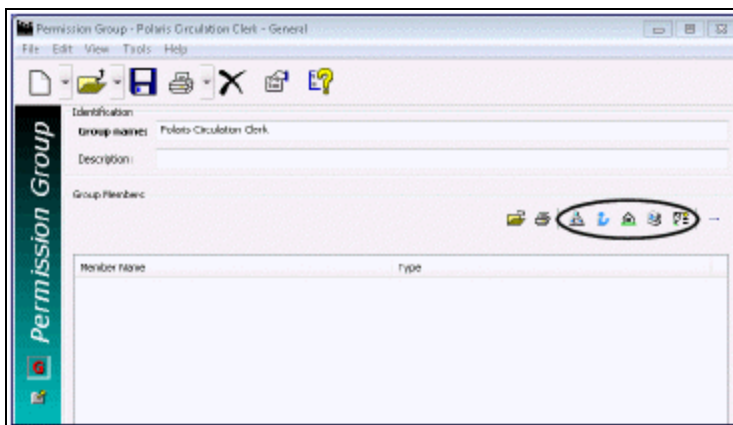 Permission Group - Polaris Circulation Clerk - General
File Edit View Tools Help
Identification
Group name: Polaris Circulation Clerk
Description:
Group Members:
Member Name Type
Permission Group
G